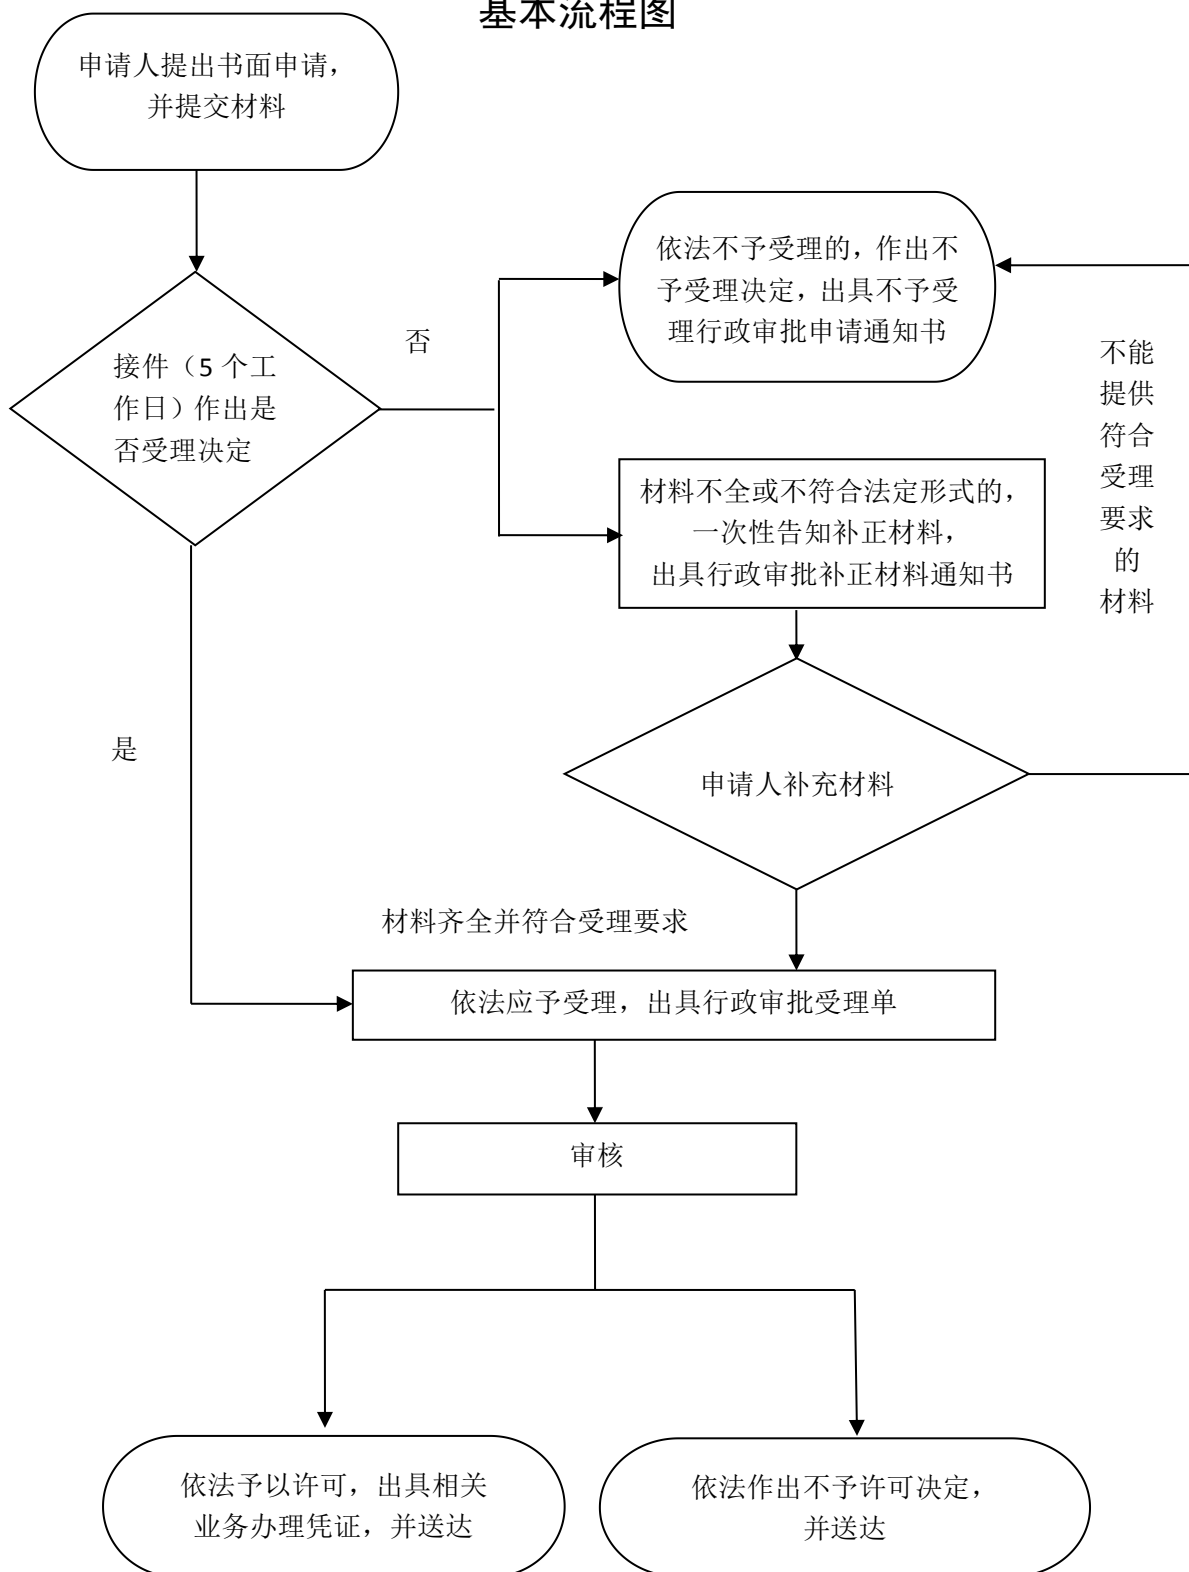 基本流程图
申请人提出书面申请，
并提交材料
依法不予受理的，作出不
予受理决定，出具不予受
理行政审批申请通知书
否
接件（5 个工
作日）作出是
否受理决定
不能
提供
符合
受理
要求
的
材料
材料不全或不符合法定形式的，
一次性告知补正材料，
出具行政审批补正材料通知书
是
申请人补充材料
材料齐全并符合受理要求
依法应予受理，出具行政审批受理单
审核
依法予以许可，出具相关
业务办理凭证，并送达
依法作出不予许可决定，
并送达